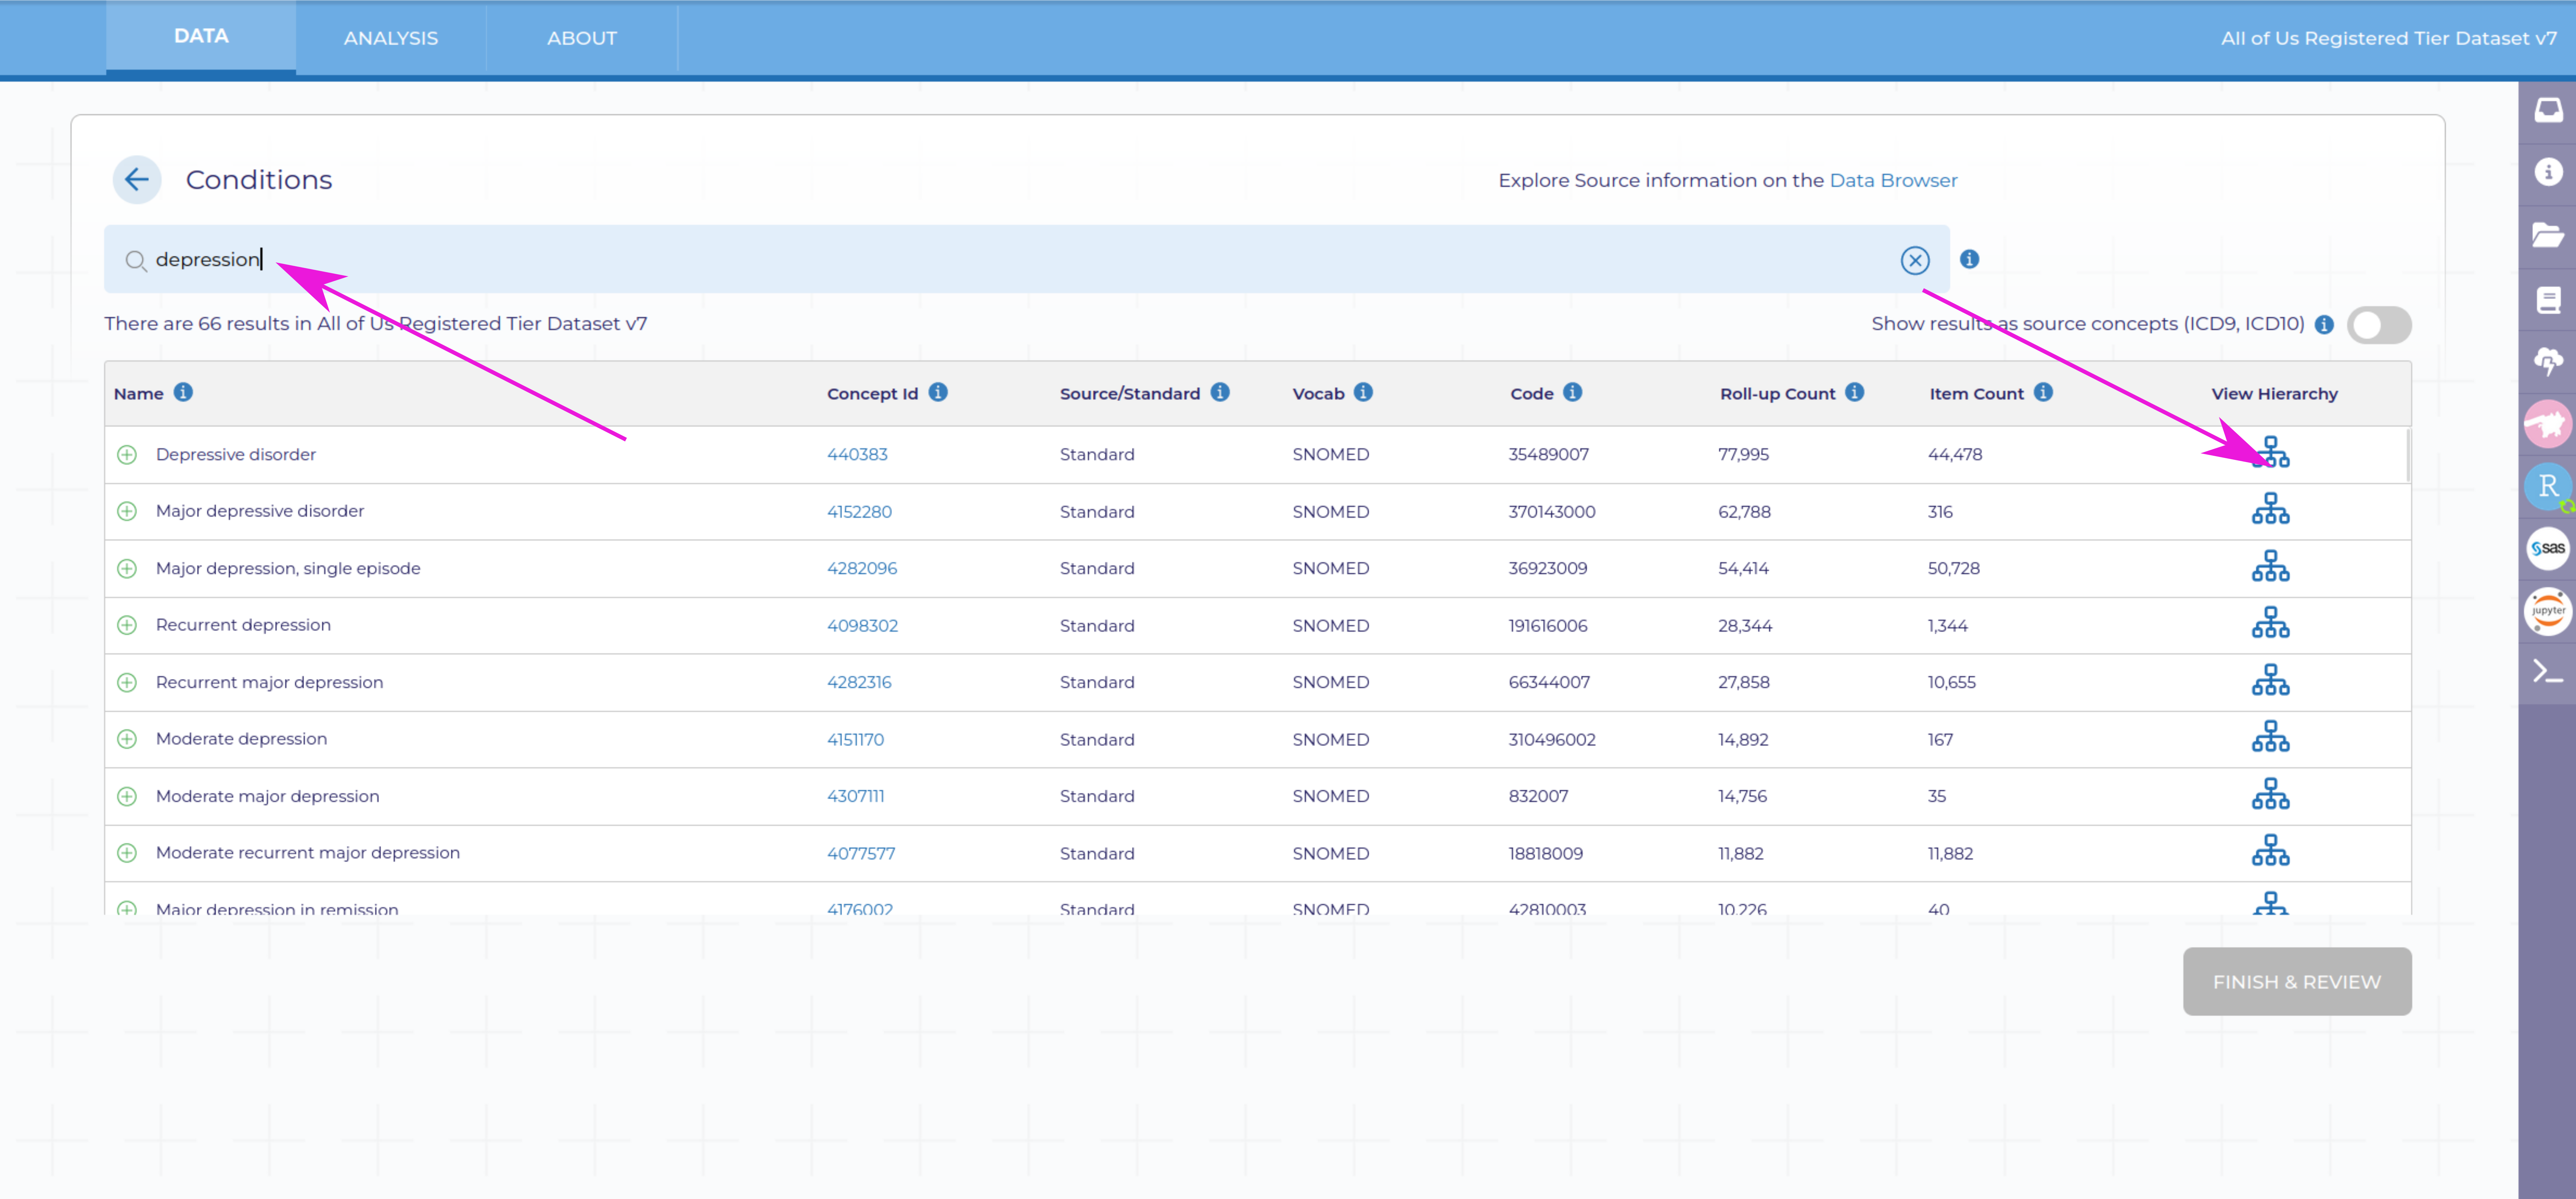 DATA ANALYSIS ABOUT All of Us Registered Tier Dataset v7
Conditions Explore Source information on the Data Browser
depression
There are 66 results in All of Us Registered Tier Dataset v7 Show results as source concepts (ICD9, ICD10)
Name Concept Id Source/Standard Vocab Code Roll-up Count Item Count View Hierarchy
Depressive disorder 440383 Standard SNOMED 35489007 77,995 44,478
Major depressive disorder 4152280 Standard SNOMED 370143000 62,788 316
Major depression, single episode 4282096 Standard SNOMED 36923009 54,414 50,728
Recurrent depression 4098302 Standard SNOMED 191616006 28,344 1,344
Recurrent major depression 4282316 Standard SNOMED 66344007 27,858 10,655
Moderate depression 4151170 Standard SNOMED 310496002 14,892 167
Moderate major depression 4307111 Standard SNOMED 832007 14,756 35
Moderate recurrent major depression 4077577 Standard SNOMED 18818009 11,882 11,882
Major depression in remission 4176002 Standard SNOMED 42810003 10,226 40
FINISH & REVIEW
R
sas
jupyter